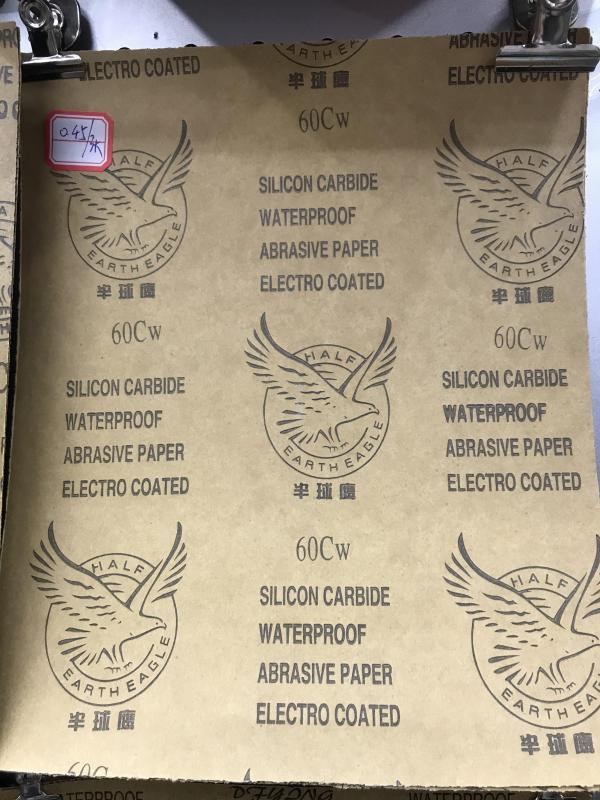 ELECTRO COATED
EARTH EA
半球鹰
ABRASIVE
ELECTRO COATED
60Cw
0.45/张
HALF
EARTH EAGLE
半球鹰
SILICON CARBIDE
WATERPROOF
ABRASIVE PAPER
ELECTRO COATED
HALF
EARTH EAGLE
半球鹰
60Cw
SILICON CARBIDE
WATERPROOF
ABRASIVE PAPER
ELECTRO COATED
HALF
EARTH EAGLE
半球鹰
60Cw
SILICON CARBIDE
WATERPROOF
ABRASIVE PAPER
ELECTRO COATED
HALF
EARTH EAGLE
半球鹰
60Cw
SILICON CARBIDE
WATERPROOF
ABRASIVE PAPER
ELECTRO COATED
HALF
EARTH EAGLE
半球鹰
WATERPROOF